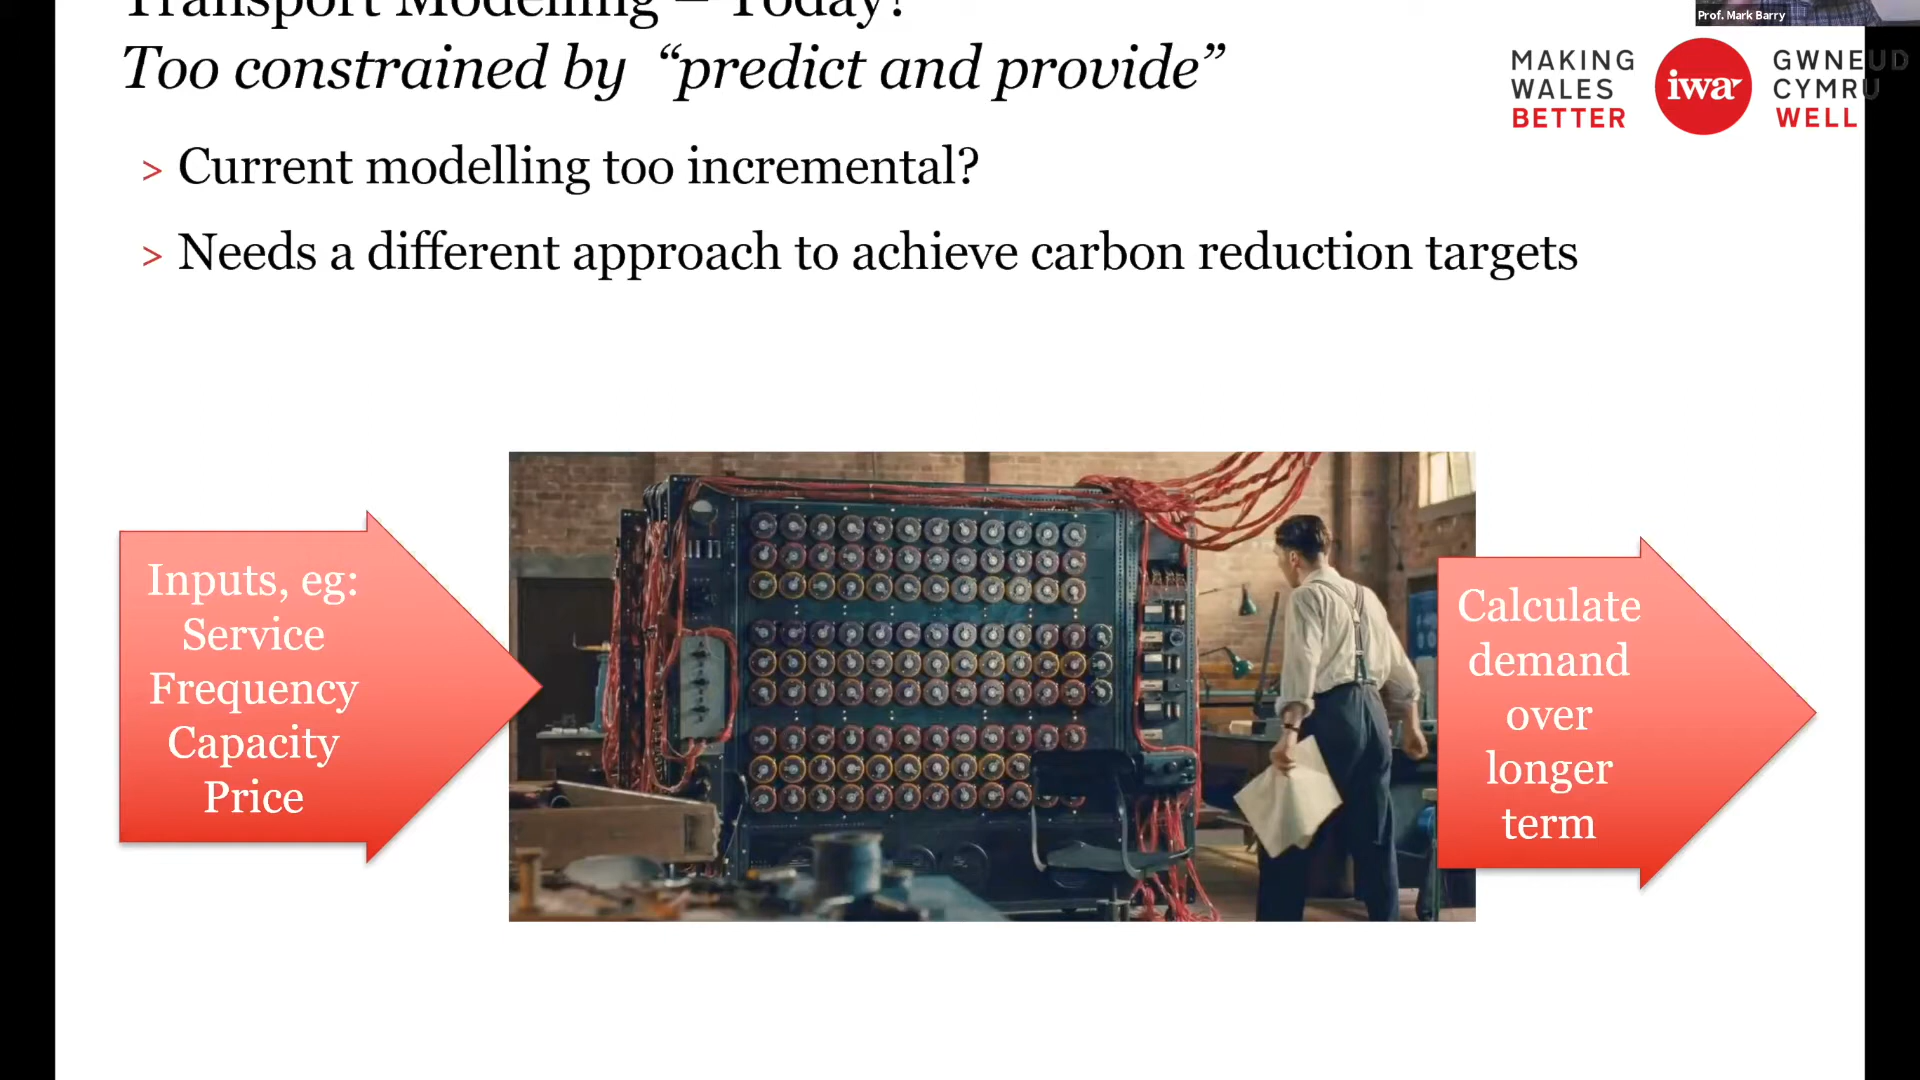 Transport Modelling – Today?
Too constrained by “predict and provide”
> Current modelling too incremental?
> Needs a different approach to achieve carbon reduction targets
Prof. Mark Barry
MAKING
WALES
BETTER
iwa
GWNEUD
CYMRU
WELL
Inputs, eg:
Service
Frequency
Capacity
Price
Calculate
demand
over
longer
term